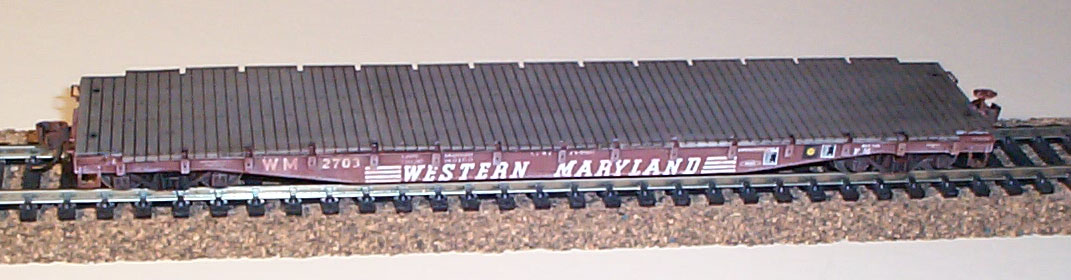 WM 2703 WESTERN MARYLAND